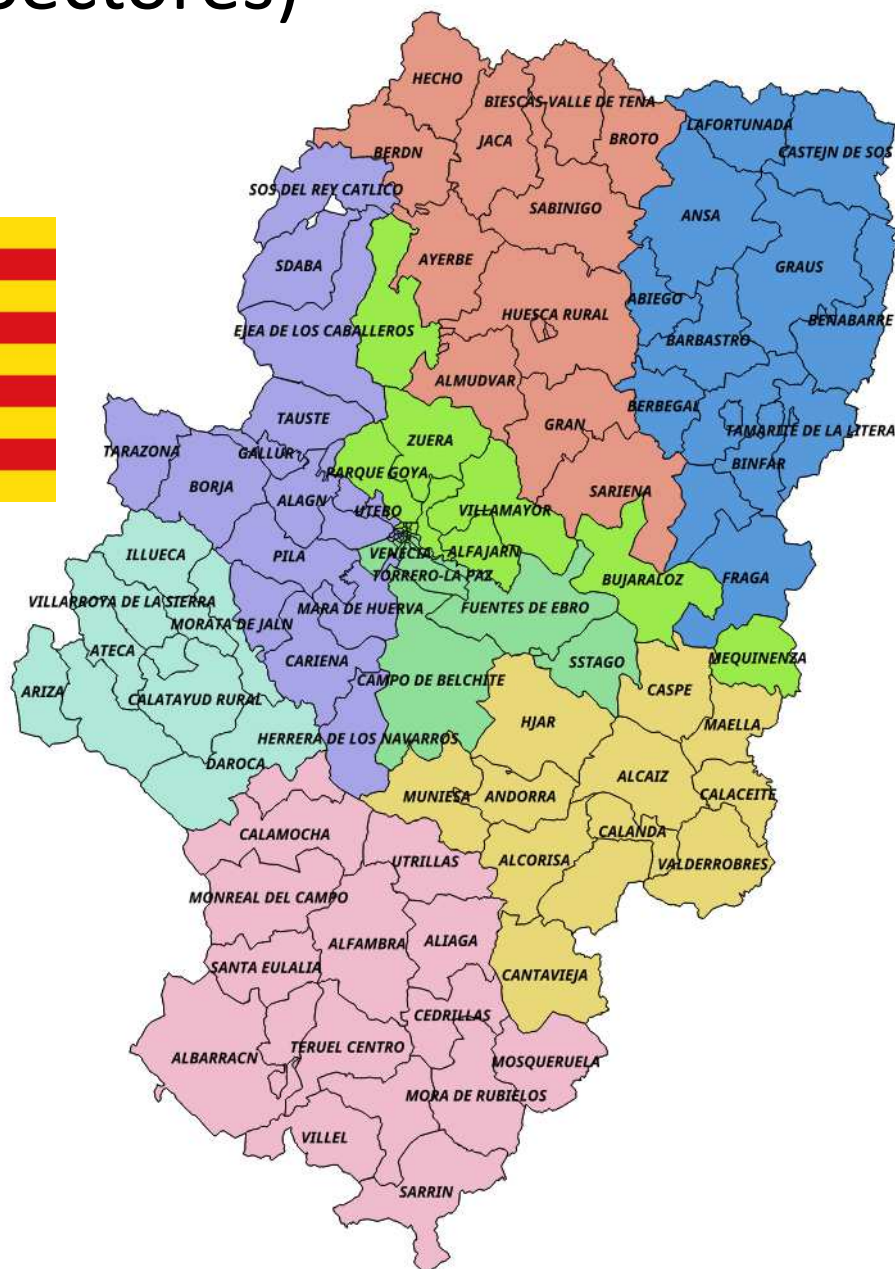 ectores)
HECHO
BIESCAS-VALLE DE TENA
JACA
BROTO
BERDN
LAFORTUNADA
CASTEJN DE SOS
SOS DEL REY CATLICO
SABINIGO
ANSA
AYERBE
SDABA
GRAUS
ABIEGO
HUESCA RURAL
BENABARRE
EJEA DE LOS CABALLEROS
BARBASTRO
ALMUDVAR
BERBEGAL
TAUSTE
GRAN
TAMARITE DE LA LITERA
ZUERA
TARAZONA
GALLUR
BINFAR
PARQUE GOYA
BORJA
SARIENA
ALAGN
UTEBO
VILLAMAYOR
ILLUECA
PILA
VENECIA
ALFAJARN
TORRERO-LA PAZ
BUJARALOZ
FRAGA
VILLARROYA DE LA SIERRA
MARA DE HUERVA
FUENTES DE EBRO
MORATA DE JALN
ATECA
CARIENA
SSTAGO
MEQUINENZA
ARIZA
CALATAYUD RURAL
CAMPO DE BELCHITE
CASPE
HJAR
MAELLA
HERRERA DE LOS NAVARROS
DAROCA
ALCAIZ
MUNIESA
ANDORRA
CALACEITE
CALAMOCHA
CALANDA
UTRILLAS
ALCORISA
VALDERROBRES
MONREAL DEL CAMPO
ALFAMBRA
ALIAGA
SANTA EULALIA
CANTAVIEJA
CEDRILLAS
TERUEL CENTRO
ALBARRACN
MOSQUERUELA
MORA DE RUBIELOS
VILLEL
SARRIN